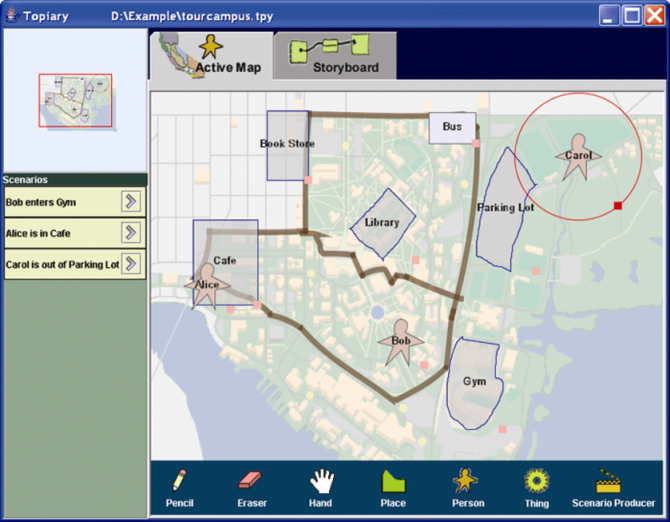 Topiary D:\Example\tourcampus.tpy
Active Map
Storyboard
Scenarios
Bob enters Gym
Alice is in Cafe
Carol is out of Parking Lot
Book Store
Bus
Carol
Library
Parking Lot
Cafe
Alice
Bob
Gym
Pencil
Eraser
Hand
Place
Person
Thing
Scenario Producer